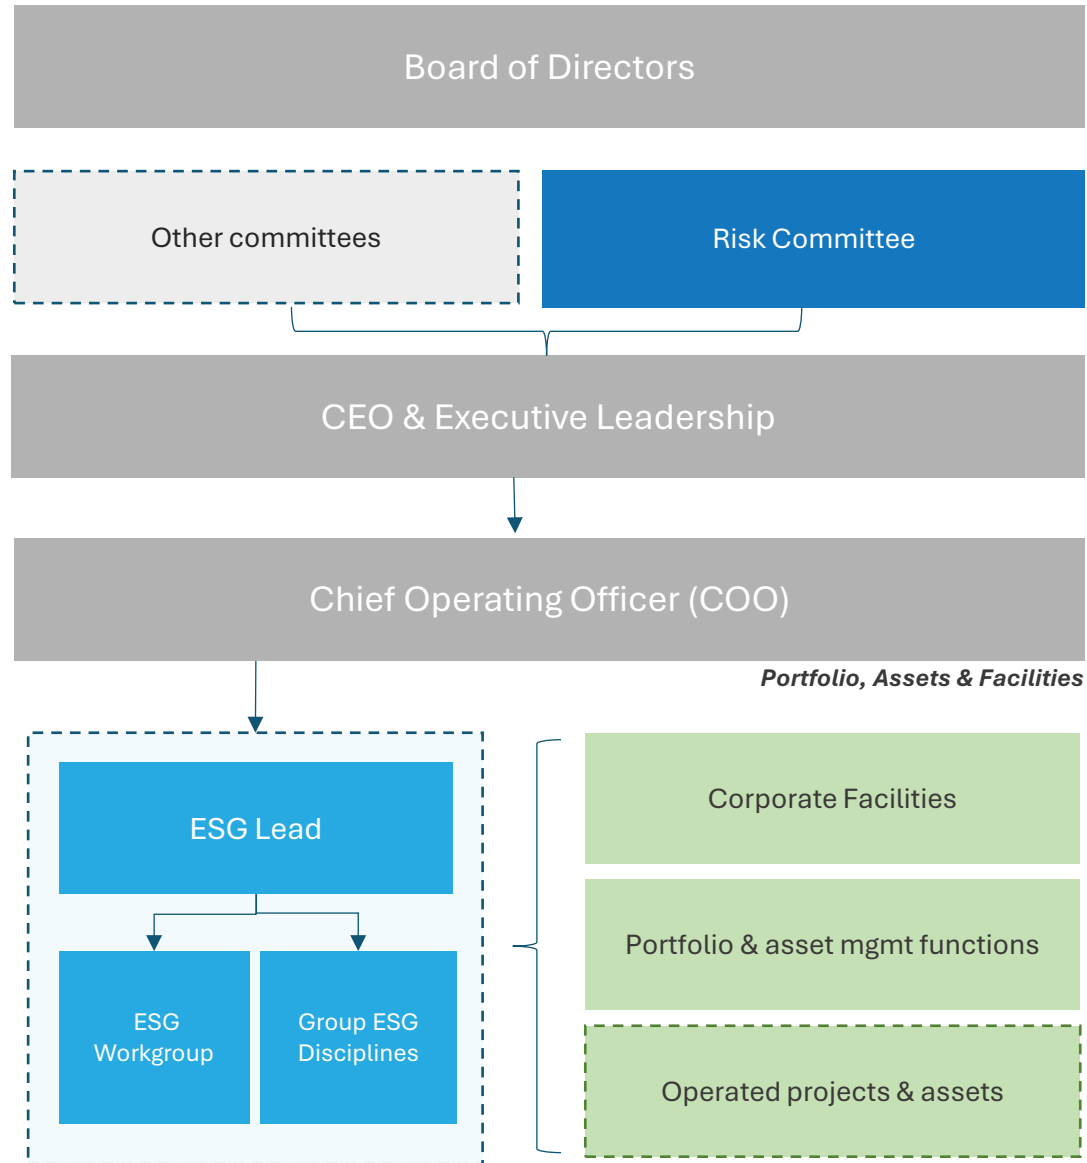 Board of Directors
Other committees
Risk Committee
CEO & Executive Leadership
Chief Operating Officer (COO)
Portfolio, Assets & Facilities
ESG Lead
ESG
Workgroup
Group ESG
Disciplines
Corporate Facilities
Portfolio & asset mgmt functions
Operated projects & assets